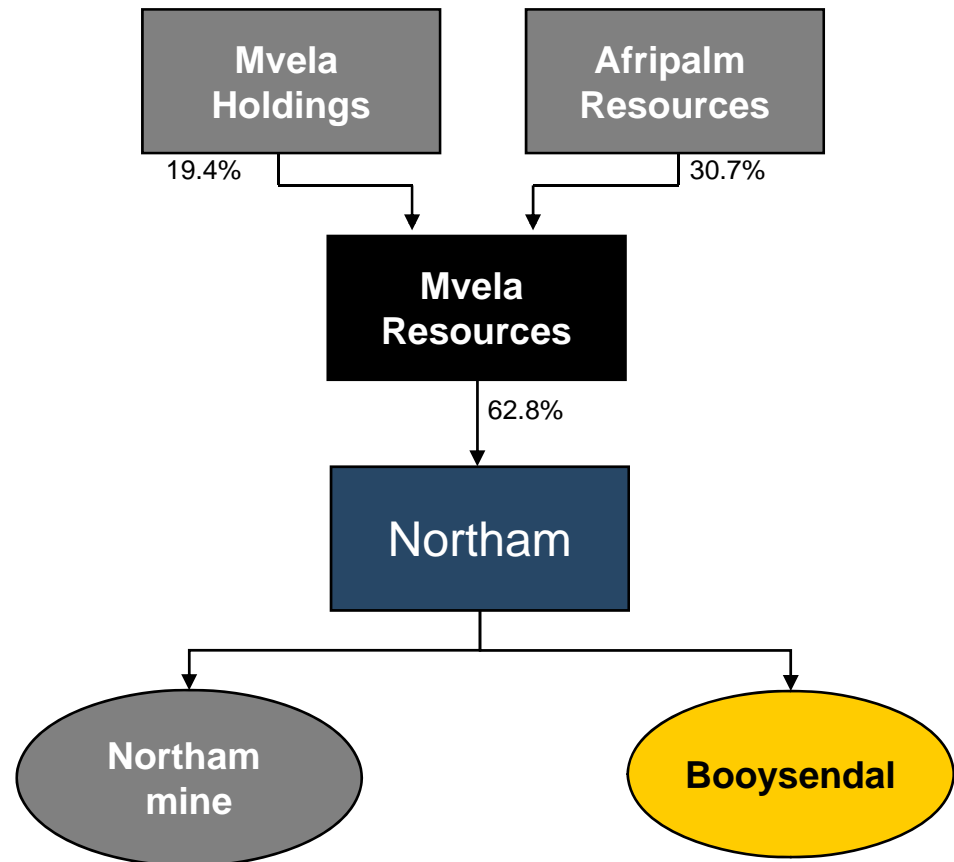 Mvela
Holdings
Afripalm
Resources
19.4%
30.7%
Mvela
Resources
62.8%
Northam
Northam
mine
Booysendal